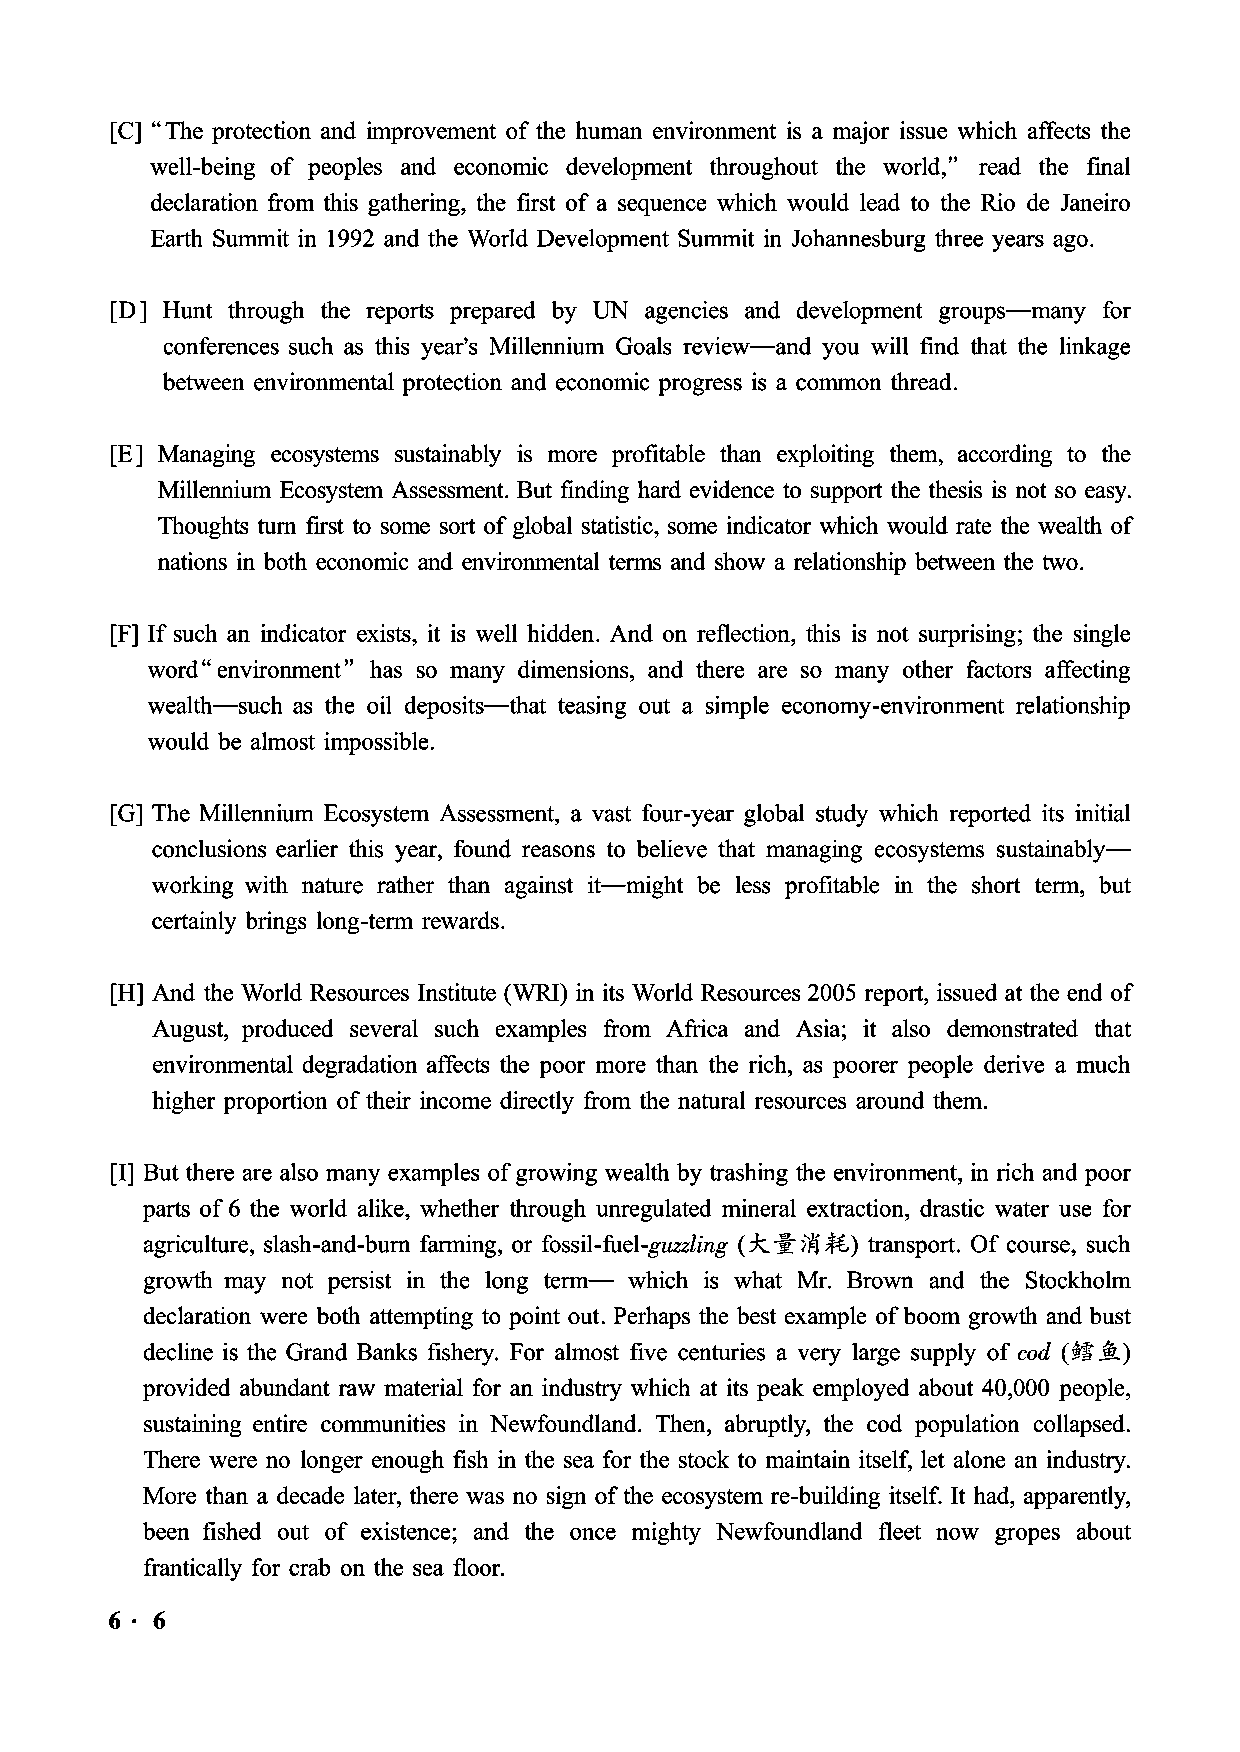 [C] “The protection and improvement of the human environment is a major issue which affects the
well-being of peoples and economic development throughout the world,” read the final
declaration from this gathering, the first of a sequence which would lead to the Rio de Janeiro
Earth Summit in 1992 and the World Development Summit in Johannesburg three years ago.
[D] Hunt through the reports prepared by UN agencies and development groups—many for
conferences such as this year’s Millennium Goals review—and you will find that the linkage
between environmental protection and economic progress is a common thread.
[E] Managing ecosystems sustainably is more profitable than exploiting them, according to the
Millennium Ecosystem Assessment. But finding hard evidence to support the thesis is not so easy.
Thoughts turn first to some sort of global statistic, some indicator which would rate the wealth of
nations in both economic and environmental terms and show a relationship between the two.
[F] If such an indicator exists, it is well hidden. And on reflection, this is not surprising; the single
word“environment” has so many dimensions, and there are so many other factors affecting
wealth—such as the oil deposits—that teasing out a simple economy-environment relationship
would be almost impossible.
[G] The Millennium Ecosystem Assessment, a vast four-year global study which reported its initial
conclusions earlier this year, found reasons to believe that managing ecosystems sustainably—
working with nature rather than against it—might be less profitable in the short term, but
certainly brings long-term rewards.
[H] And the World Resources Institute (WRI) in its World Resources 2005 report, issued at the end of
August, produced several such examples from Africa and Asia; it also demonstrated that
environmental degradation affects the poor more than the rich, as poorer people derive a much
higher proportion of their income directly from the natural resources around them.
[I] But there are also many examples of growing wealth by trashing the environment, in rich and poor
parts of 6 the world alike, whether through unregulated mineral extraction, drastic water use for
agriculture, slash-and-burn farming, or fossil-fuel-guzzling (大量消耗) transport. Of course, such
growth may not persist in the long term— which is what Mr. Brown and the Stockholm
declaration were both attempting to point out. Perhaps the best example of boom growth and bust
decline is the Grand Banks fishery. For almost five centuries a very large supply of cod (鳕鱼)
provided abundant raw material for an industry which at its peak employed about 40,000 people,
sustaining entire communities in Newfoundland. Then, abruptly, the cod population collapsed.
There were no longer enough fish in the sea for the stock to maintain itself, let alone an industry.
More than a decade later, there was no sign of the ecosystem re-building itself. It had, apparently,
been fished out of existence; and the once mighty Newfoundland fleet now gropes about
frantically for crab on the sea floor.
6 · 6